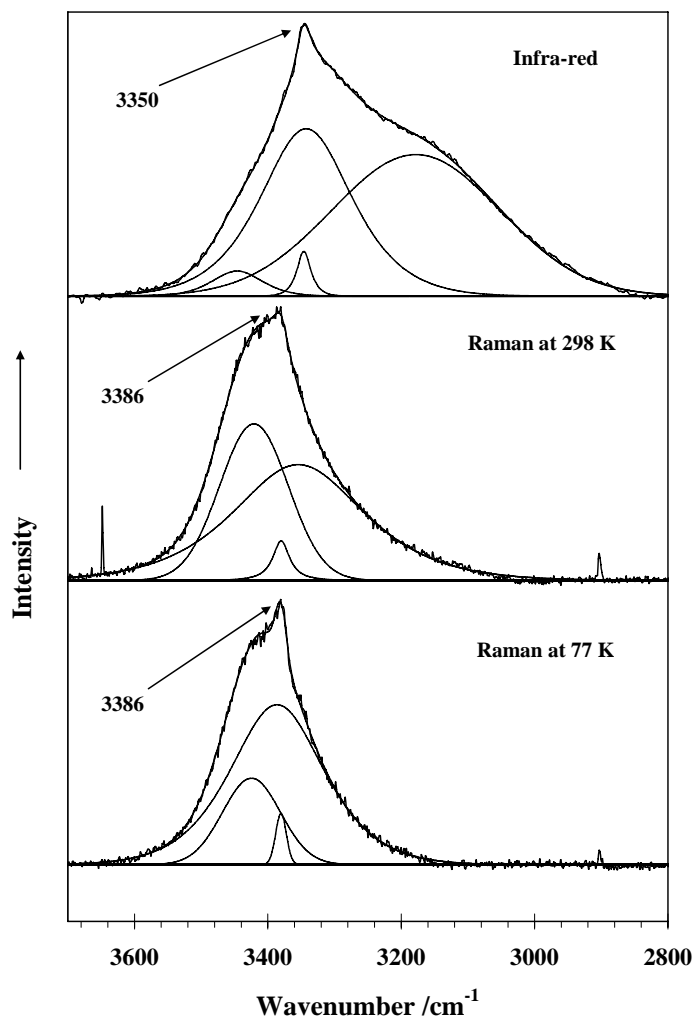 Infra-red
3350
Raman at 298 K
3386
Raman at 77 K
3386
Intensity
3600 3400 3200 3000 2800
Wavenumber /cm-1